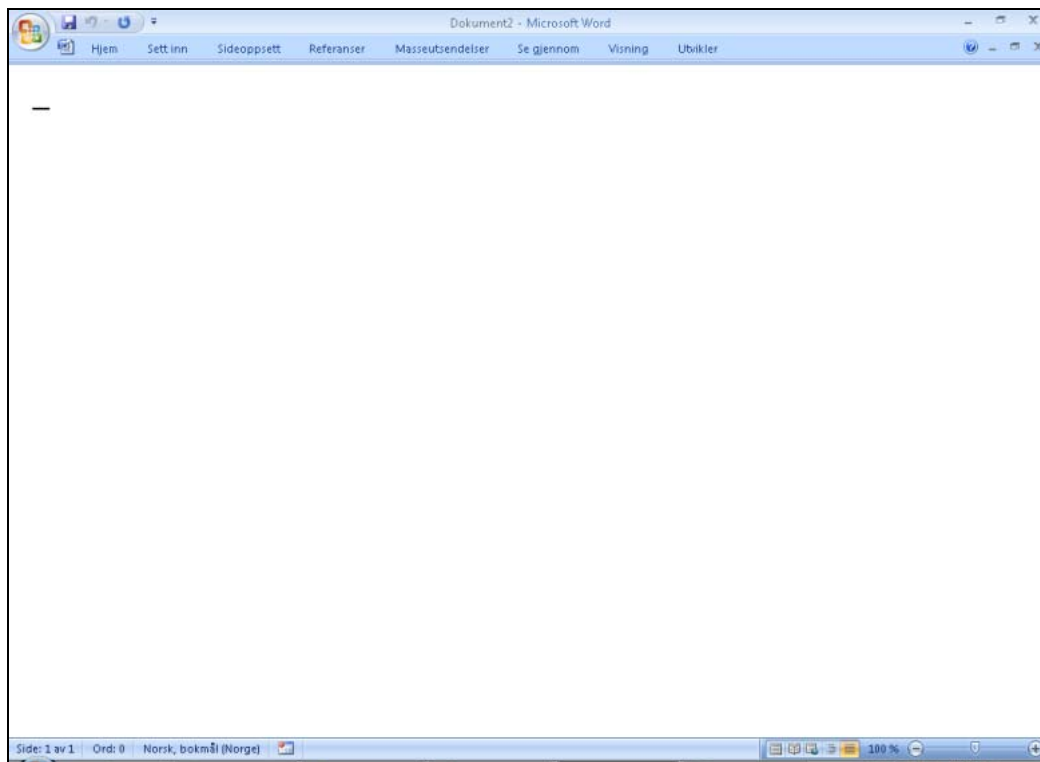 Dokument2 - Microsoft Word
Hjem Sett inn Sideoppsett Referanser Masseutsendelser Se gjennom Visning Utvikler
Side: 1 av 1 Ord: 0 Norsk, bokmål (Norge) 100 %